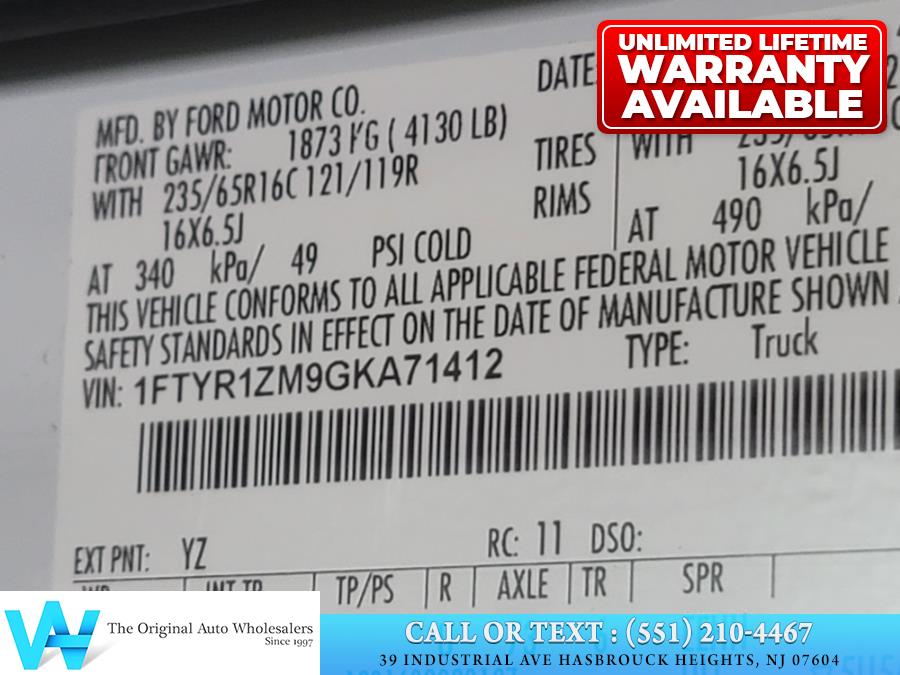 UNLIMITED LIFETIME
WARRANTY
AVAILABLE
MFD. BY FORD MOTOR CO.
DATE:
FRONT GAWR: 1873 KG ( 4130 LB)
WITH 235/65R16C 121/119R TIRES WITH
16X6.5J RIMS 16X6.5J
AT 340 kPa/ 49 PSI COLD AT 490 kPa/
THIS VEHICLE CONFORMS TO ALL APPLICABLE FEDERAL MOTOR VEHICLE
SAFETY STANDARDS IN EFFECT ON THE DATE OF MANUFACTURE SHOWN
VIN: 1FTYR1ZM9GKA71412 TYPE: Truck
EXT PNT: YZ RC: 11 DSO:
INT TR TP/PS R AXLE TR SPR
The Original Auto Wholesalers
Since 1997
CALL OR TEXT : (551) 210-4467
39 INDUSTRIAL AVE HASBROUCK HEIGHTS, NJ 07604